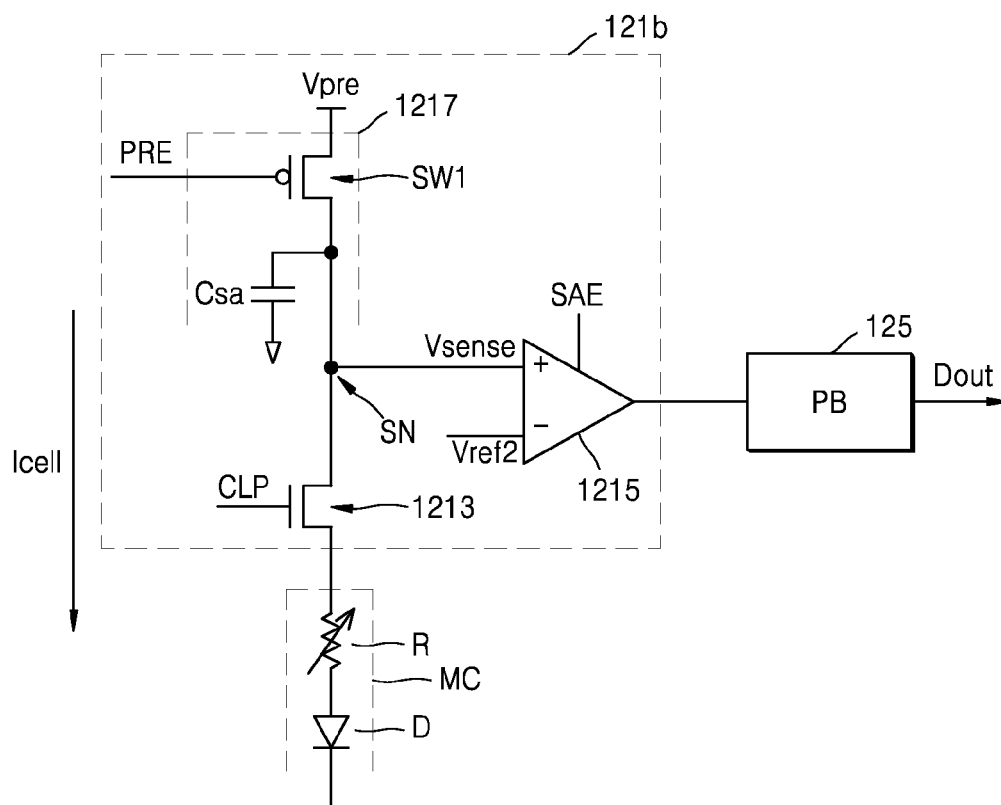 121b
Vpre
1217
PRE
SW1
Csa
SAE
Vsense
125
Dout
PB
SN
Vref2
1215
Icell
CLP
1213
R
MC
D